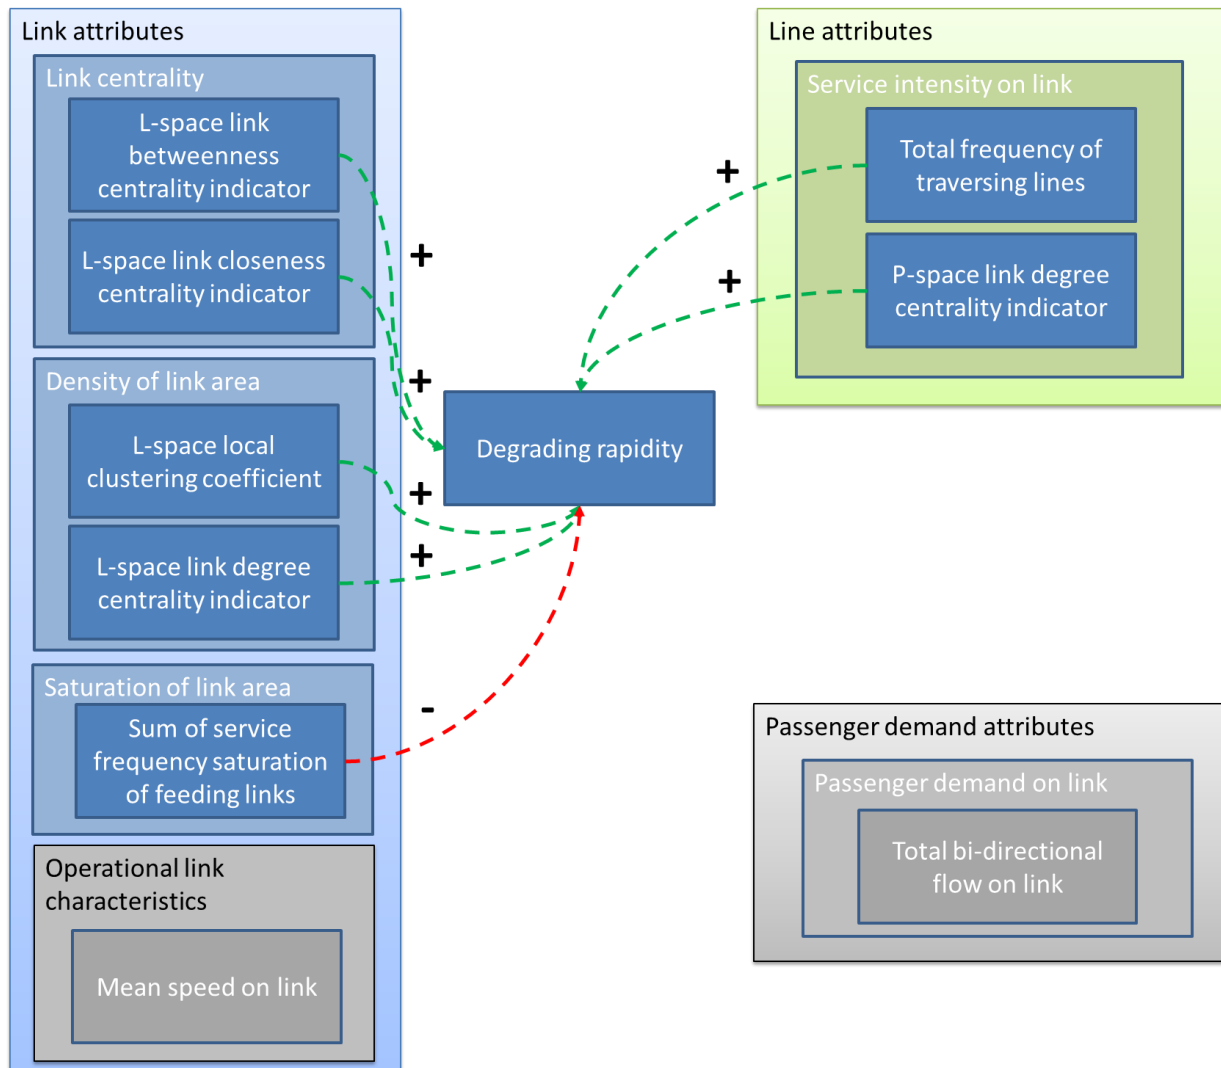 Link attributes
Link centrality
L-space link
betweenness
centrality indicator
+
L-space link closeness
centrality indicator
+
Density of link area
L-space local
clustering coefficient
+
L-space link degree
centrality indicator
+
Saturation of link area
Sum of service
frequency saturation
of feeding links
-
Operational link
characteristics
Mean speed on link
Degrading rapidity
Line attributes
Service intensity on link
Total frequency of
traversing lines
+
P-space link degree
centrality indicator
+
Passenger demand attributes
Passenger demand on link
Total bi-directional
flow on link